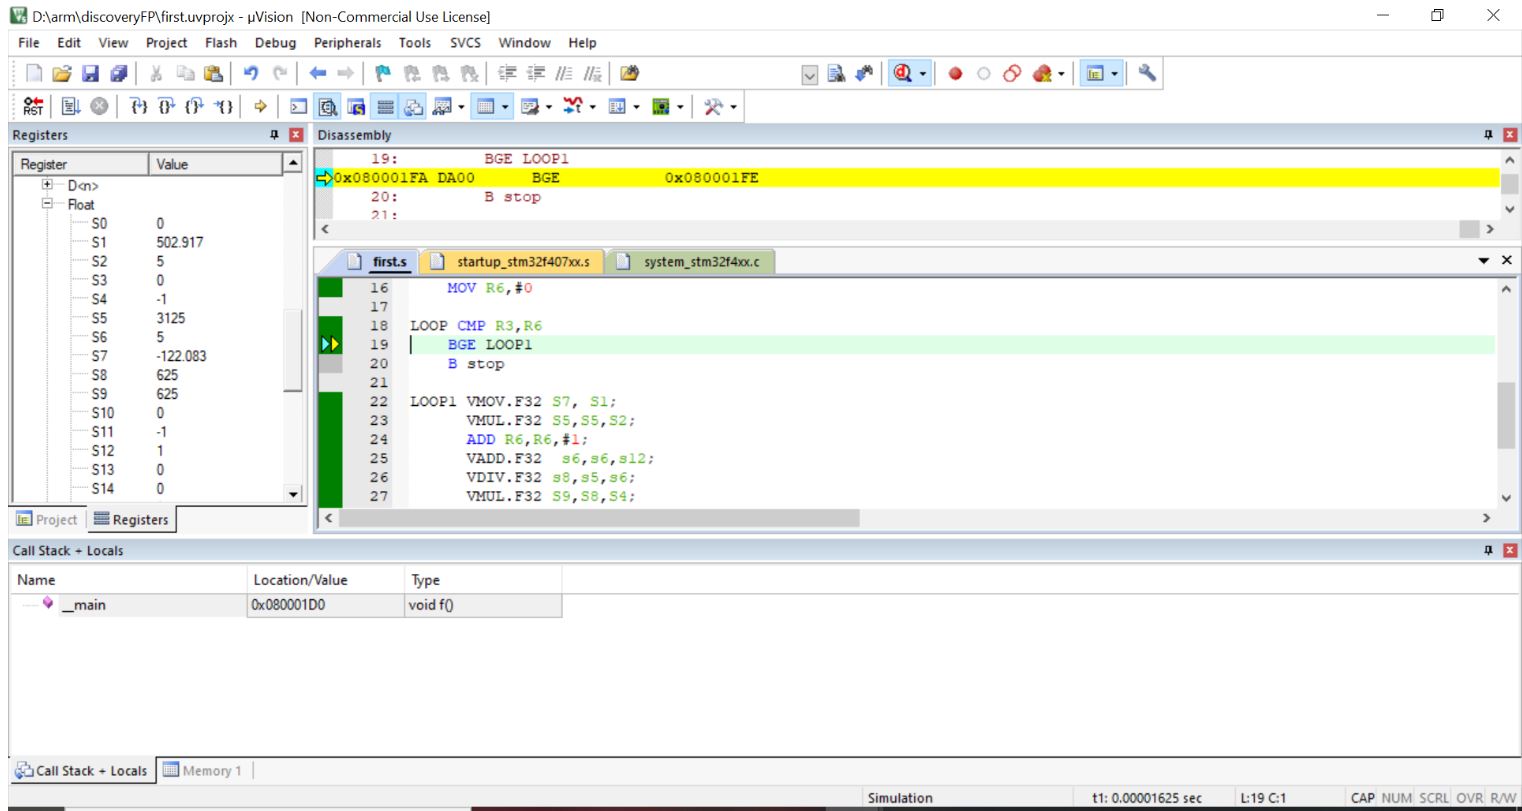 D:\arm\discoveryFP\first.uvprojx - µVision [Non-Commercial Use License]
File Edit View Project Flash Debug Peripherals Tools SVCS Window Help
RST
Registers
Register Value
D<n>
Float
S0 0
S1 502.917
S2 5
S3 0
S4 -1
S5 3125
S6 5
S7 -122.083
S8 625
S9 625
S10 0
S11 -1
S12 1
S13 0
S14 0
Project Registers
Disassembly
19: BGE LOOP1
0x080001FA DA00 BGE 0x080001FE
20: B stop
21:
first.s startup_stm32f407xx.s system_stm32f4xx.c
16 MOV R6,#0
17
18 LOOP CMP R3,R6
19 BGE LOOP1
20 B stop
21
22 LOOP1 VMOV.F32 S7, S1;
23 VMUL.F32 S5,S5,S2;
24 ADD R6,R6,#1;
25 VADD.F32 s6,s6,s12;
26 VDIV.F32 s8,s5,s6;
27 VMUL.F32 S9,S8,S4;
Call Stack + Locals
Name Location/Value Type
__main 0x080001D0 void f()
Call Stack + Locals Memory 1
Simulation t1: 0.00001625 sec L:19 C:1 CAP NUM SCRL OVR R/W